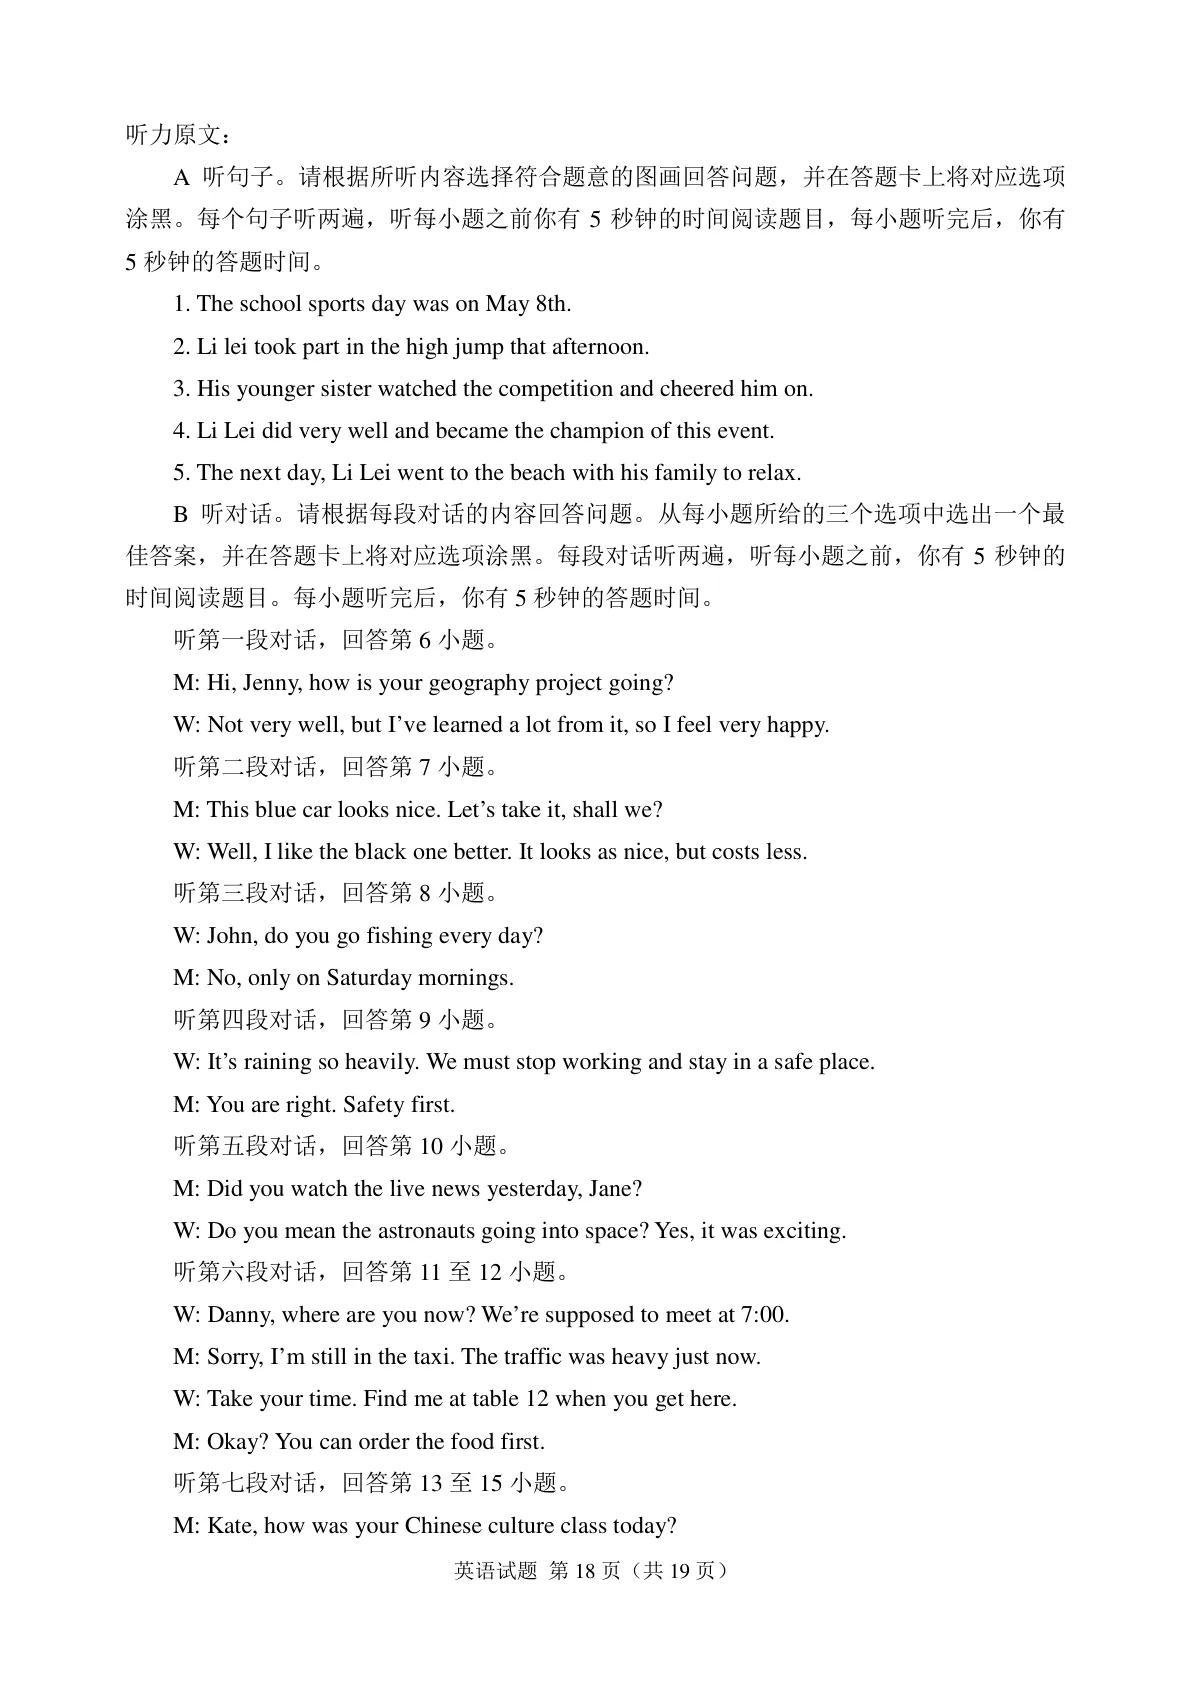 听力原文：
A 听句子。请根据所听内容选择符合题意的图画回答问题，并在答题卡上将对应选项
涂黑。每个句子听两遍，听每小题之前你有 5 秒钟的时间阅读题目，每小题听完后，你有
5 秒钟的答题时间。
1. The school sports day was on May 8th.
2. Li lei took part in the high jump that afternoon.
3. His younger sister watched the competition and cheered him on.
4. Li Lei did very well and became the champion of this event.
5. The next day, Li Lei went to the beach with his family to relax.
B 听对话。请根据每段对话的内容回答问题。从每小题所给的三个选项中选出一个最
佳答案，并在答题卡上将对应选项涂黑。每段对话听两遍，听每小题之前，你有 5 秒钟的
时间阅读题目。每小题听完后，你有 5 秒钟的答题时间。
听第一段对话，回答第 6 小题。
M: Hi, Jenny, how is your geography project going?
W: Not very well, but I’ve learned a lot from it, so I feel very happy.
听第二段对话，回答第 7 小题。
M: This blue car looks nice. Let’s take it, shall we?
W: Well, I like the black one better. It looks as nice, but costs less.
听第三段对话，回答第 8 小题。
W: John, do you go fishing every day?
M: No, only on Saturday mornings.
听第四段对话，回答第 9 小题。
W: It’s raining so heavily. We must stop working and stay in a safe place.
M: You are right. Safety first.
听第五段对话，回答第 10 小题。
M: Did you watch the live news yesterday, Jane?
W: Do you mean the astronauts going into space? Yes, it was exciting.
听第六段对话，回答第 11 至 12 小题。
W: Danny, where are you now? We’re supposed to meet at 7:00.
M: Sorry, I’m still in the taxi. The traffic was heavy just now.
W: Take your time. Find me at table 12 when you get here.
M: Okay? You can order the food first.
听第七段对话，回答第 13 至 15 小题。
M: Kate, how was your Chinese culture class today?
英语试题 第 18 页（共 19 页）